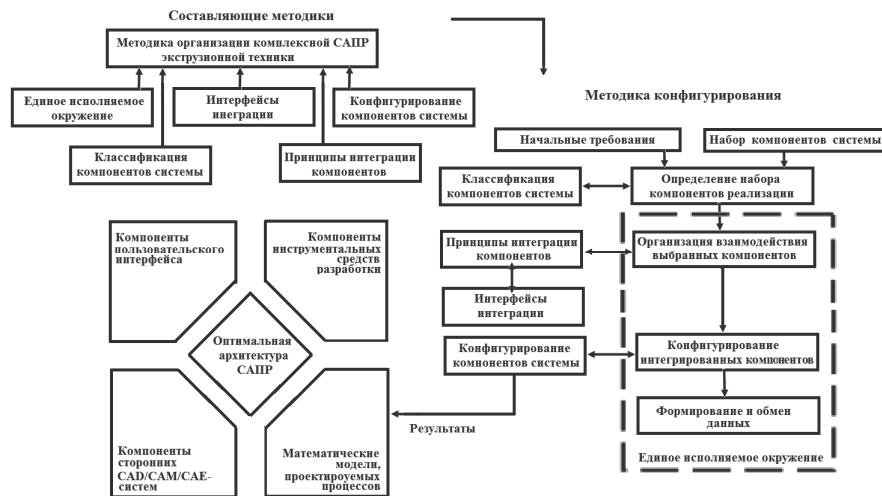 Составляющие методики
Методика организации комплексной САПР
экструзионной техники
Единое исполняемое
окружение
Интерфейсы
инеграции
Конфигурирование
компонентов системы
Классификация
компонентов системы
Принципы интеграции
компонентов
Методика конфигурирования
Начальные требования
Набор компонентов системы
Классификация
компонентов системы
Определение набора
компонентов реализации
Принципы интеграции
компонентов
Организация взаимодействия
выбранных компонентов
Интерфейсы
интеграции
Конфигурирование
компонентов системы
Конфигурирование
интегрированных компонентов
Формирование и обмен
данных
Единое исполняемое окружение
Результаты
Компоненты
пользовательского
интерфейса
Компоненты
инструментальных
средств
разработки
Оптимальная
архитектура
САПР
Компоненты
сторонних
CAD/CAM/CAE-
систем
Математические
модели,
проектируемых
процессов